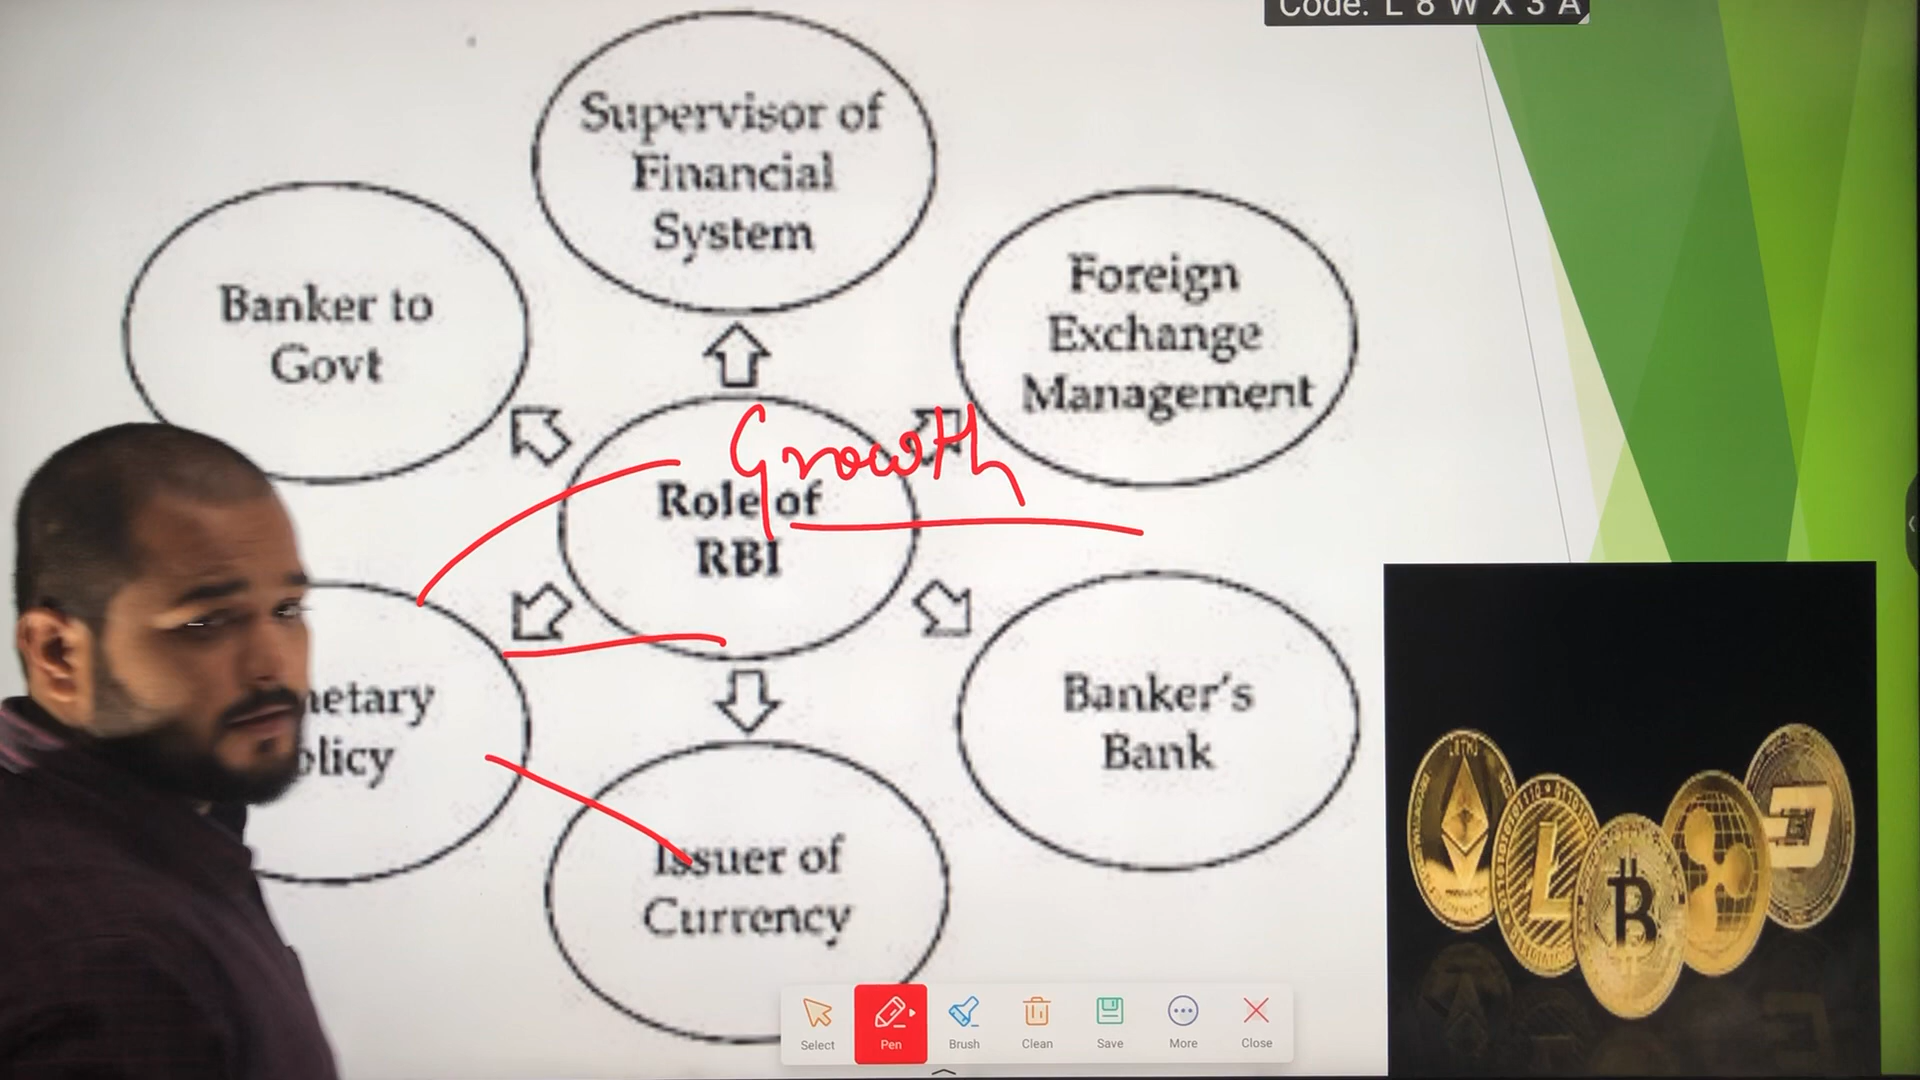 Code: L 8 W X 3 A
Supervisor of
Financial
System
Banker to
Govt
Foreign
Exchange
Management
Growth
Role of
RBI
netary
olicy
Banker's
Bank
Issuer of
Currency
Select
Pen
Brush
Clean
Save
More
Close